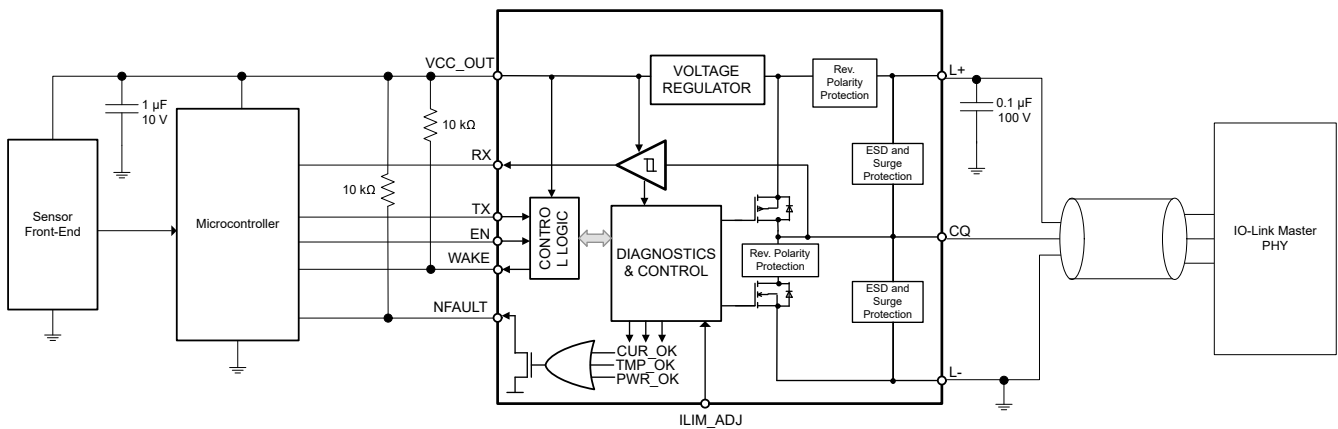 VCC_OUT
VOLTAGE
REGULATOR
Rev.
Polarity
Protection
L+
1 µF
10 V
10 kΩ
0.1 µF
100 V
Sensor
Front-End
Microcontroller
RX
10 kΩ
TX
EN
WAKE
NFAULT
CONTRO
L LOGIC
DIAGNOSTICS
& CONTROL
Rev. Polarity
Protection
ESD and
Surge
Protection
CQ
ESD and
Surge
Protection
IO-Link Master
PHY
CUR_OK
TMP_OK
PWR_OK
L-
ILIM_ADJ